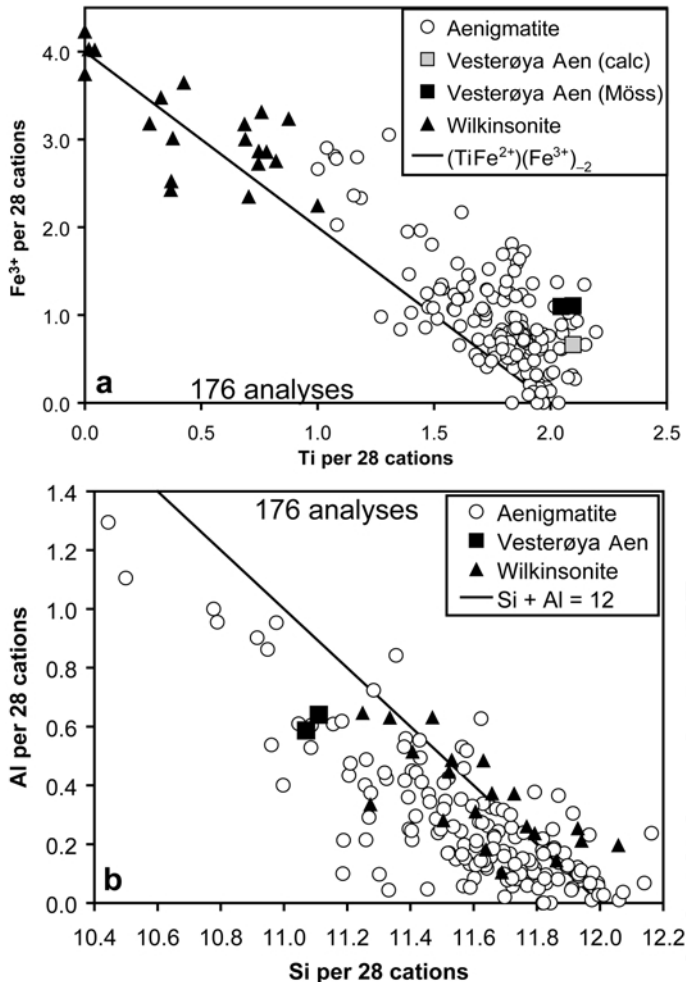 4.0
3.0
2.0
1.0
0.0
Fe³⁺ per 28 cations
Aenigmatite
Vesterøya Aen (calc)
Vesterøya Aen (Möss)
Wilkinsonite
(TiFe²⁺)(Fe³⁺)₋₂
a
176 analyses
0.0 0.5 1.0 1.5 2.0 2.5
Ti per 28 cations
1.4
1.2
1.0
0.8
0.6
0.4
0.2
0.0
Al per 28 cations
176 analyses
Aenigmatite
Vesterøya Aen
Wilkinsonite
Si + Al = 12
b
10.4 10.6 10.8 11.0 11.2 11.4 11.6 11.8 12.0 12.2
Si per 28 cations